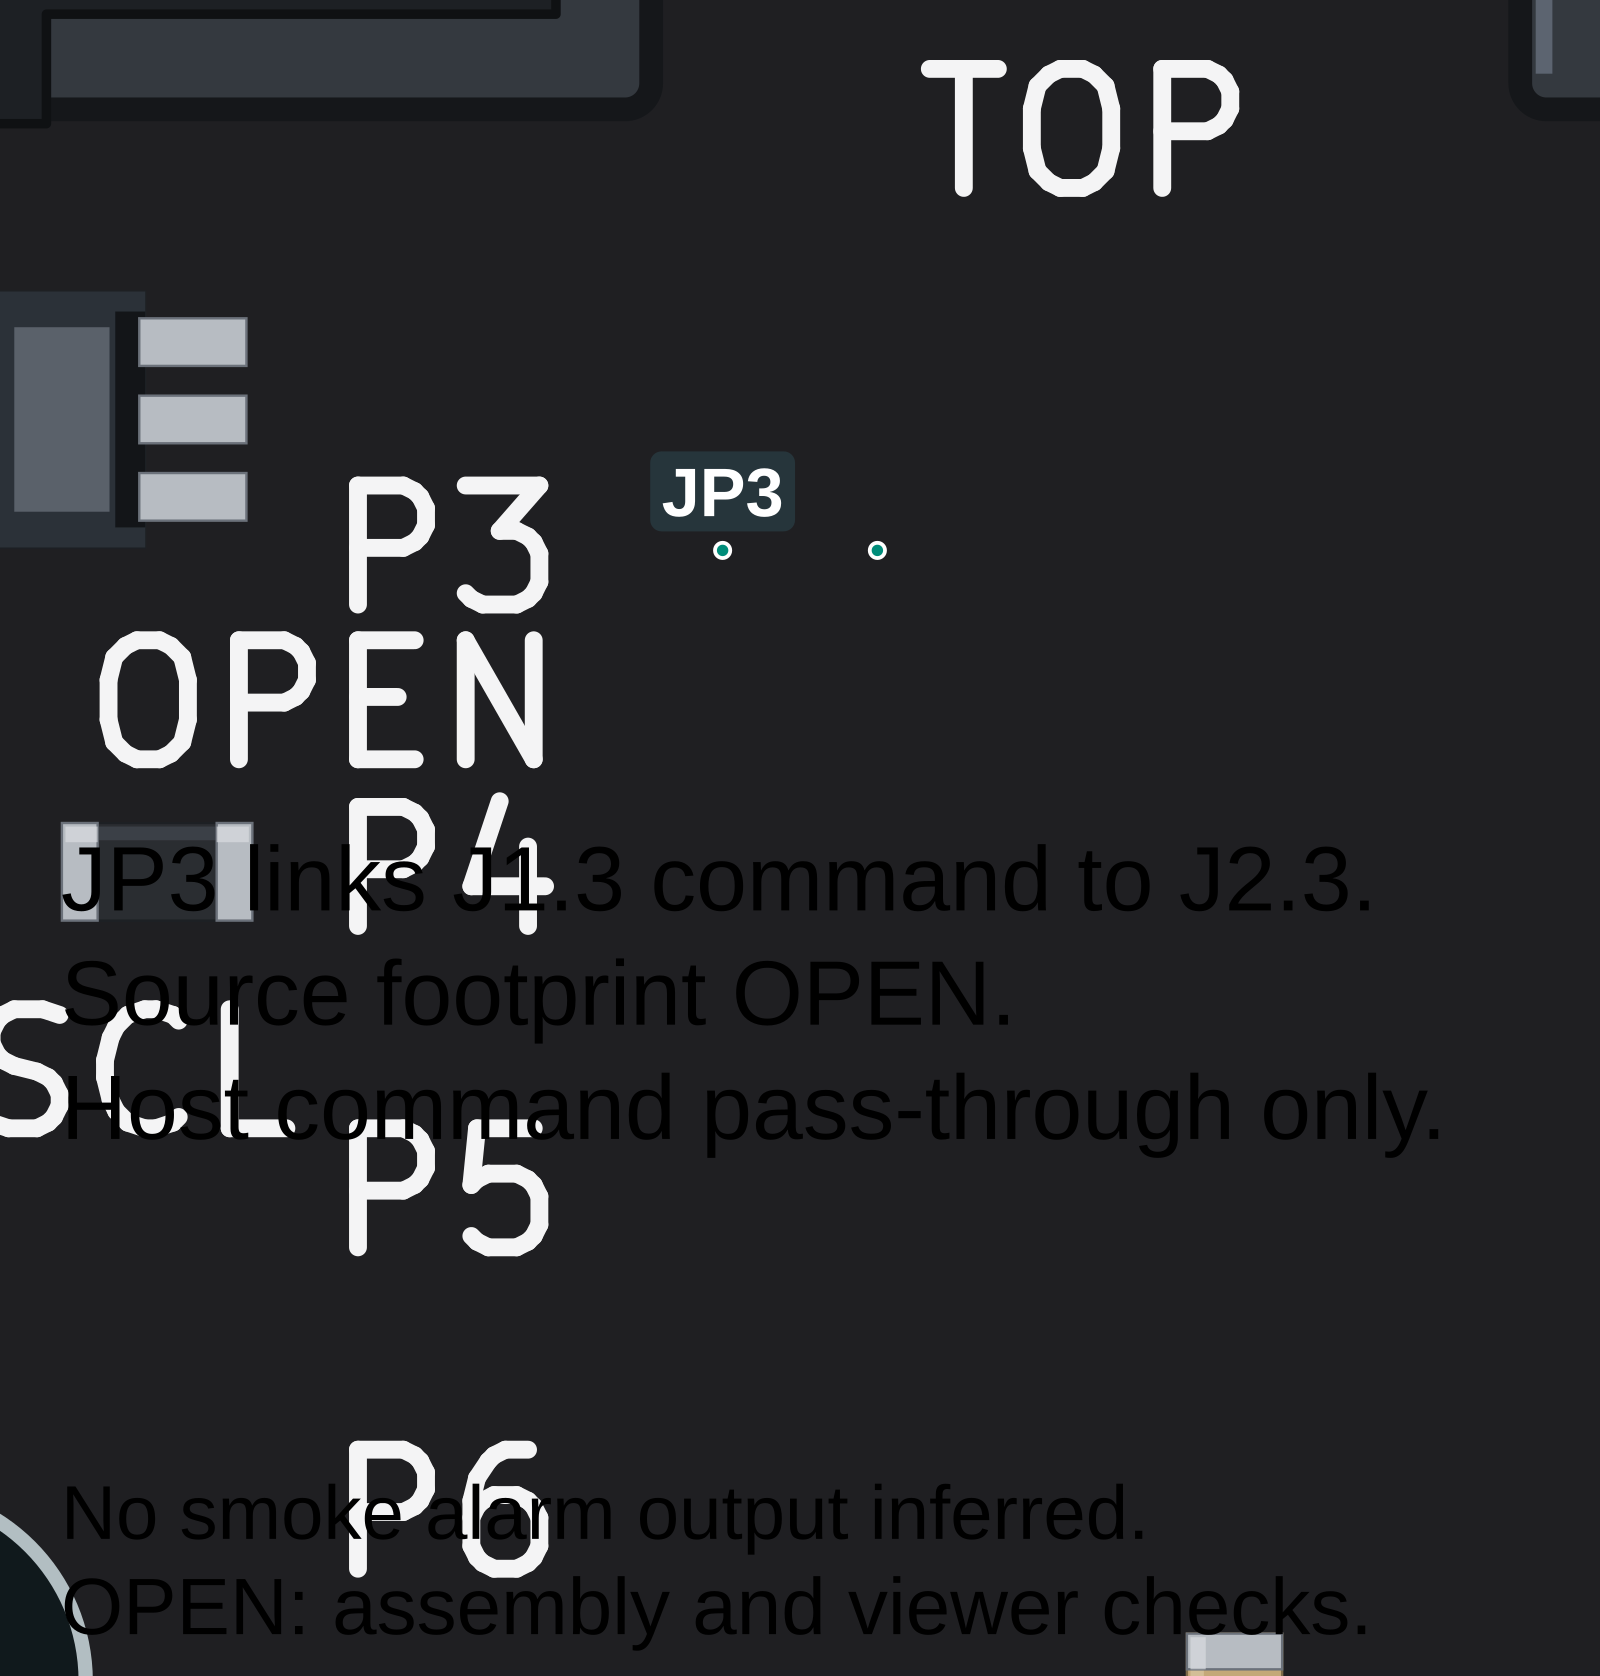 TOP
JP3
P3
OPEN
P4
JP3 links J1.3 command to J2.3.
Source footprint OPEN.
SCL
Host command pass-through only.
P5
P6
No smoke alarm output inferred.
OPEN: assembly and viewer checks.